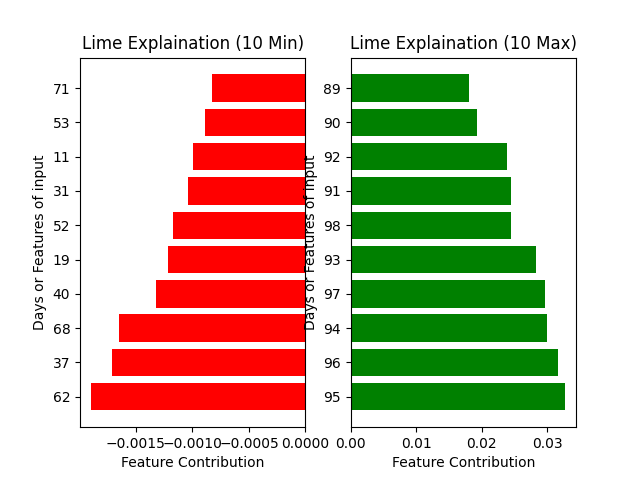 Lime Explaination (10 Min)
Days or Features of input
71
53
11
31
52
19
40
68
37
62
−0.0015 −0.0010 −0.0005 0.0000
Feature Contribution
Lime Explaination (10 Max)
Days or Features of input
89
90
92
91
98
93
97
94
96
95
0.00 0.01 0.02 0.03
Feature Contribution